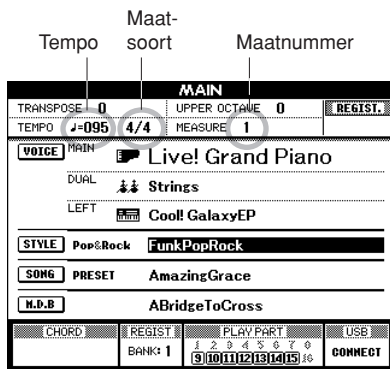 Maat-
Tempo soort Maatnummer
MAIN
TRANSPOSE 0 UPPER OCTAVE 0 REGIST.
TEMPO ♩=095 4/4 MEASURE 1
VOICE MAIN Live! Grand Piano
DUAL Strings
LEFT Cool! GalaxyEP
STYLE Pop&Rock FunkPopRock
SONG PRESET AmazingGrace
M.D.B ABridgeToCross
CHORD REGIST PLAY PART USB
BANK: 1 1 2 3 4 5 6 7 8 CONNECT
9 10 11 12 13 14 15 16